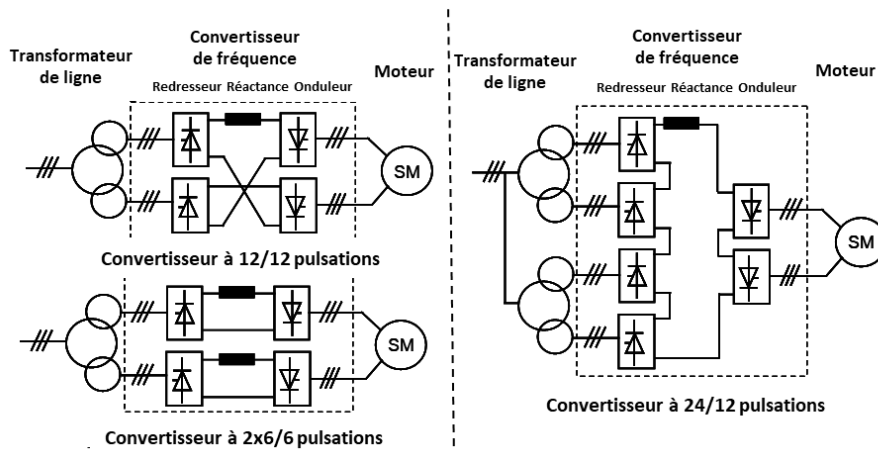 Transformateur
de ligne
Convertisseur
de fréquence
Redresseur Réactance Onduleur
Moteur
SM
Convertisseur à 12/12 pulsations
SM
Convertisseur à 2x6/6 pulsations
Transformateur
de ligne
Convertisseur
de fréquence
Redresseur Réactance Onduleur
Moteur
SM
Convertisseur à 24/12 pulsations